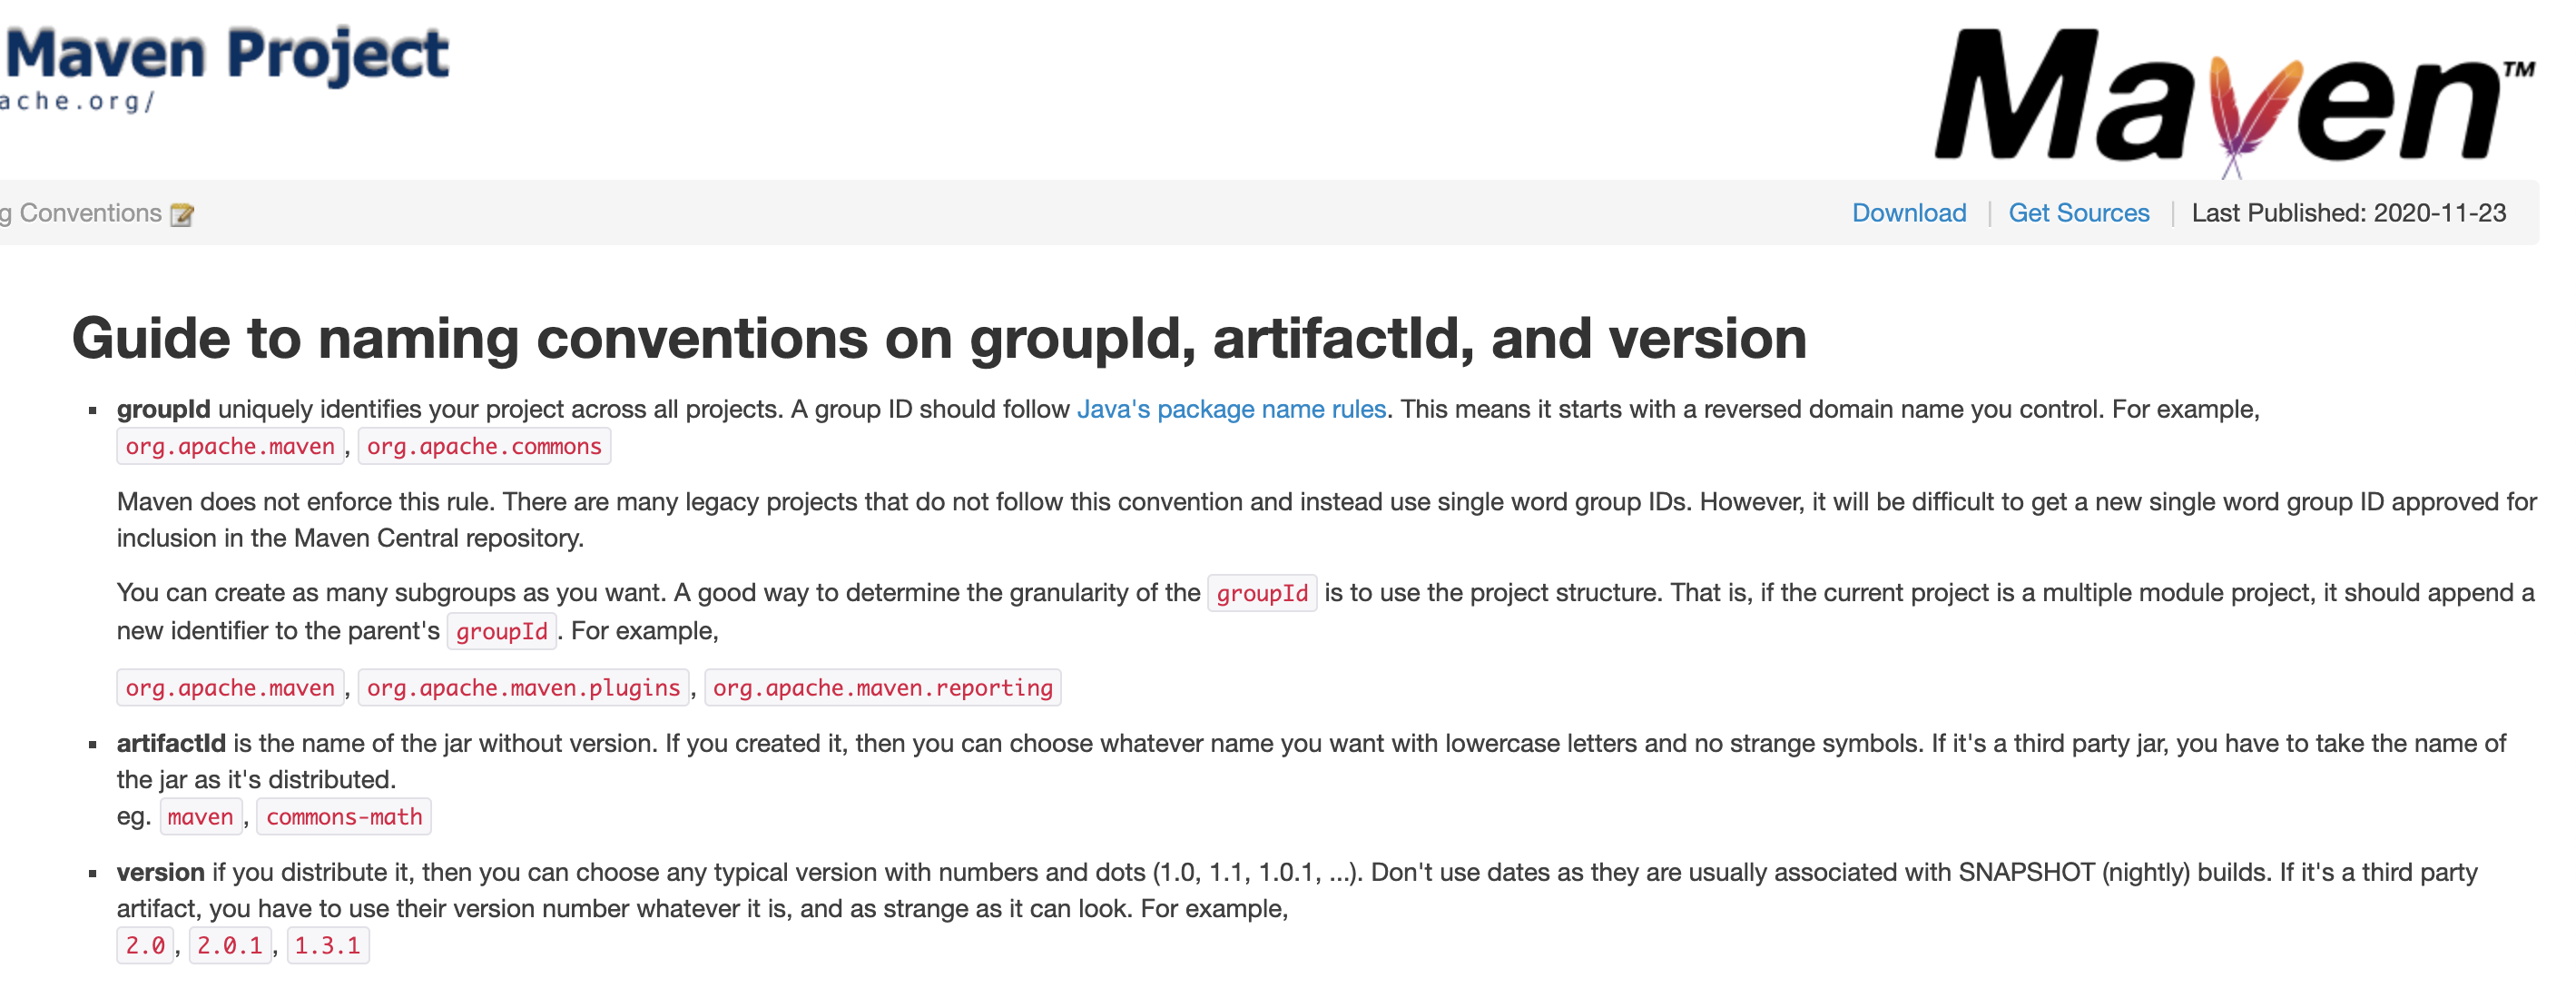 Maven Project
ache.org/
Maven™
g Conventions
Download | Get Sources | Last Published: 2020-11-23
Guide to naming conventions on groupId, artifactId, and version
▪ groupId uniquely identifies your project across all projects. A group ID should follow Java's package name rules. This means it starts with a reversed domain name you control. For example,
org.apache.maven, org.apache.commons
Maven does not enforce this rule. There are many legacy projects that do not follow this convention and instead use single word group IDs. However, it will be difficult to get a new single word group ID approved for
inclusion in the Maven Central repository.
You can create as many subgroups as you want. A good way to determine the granularity of the groupId is to use the project structure. That is, if the current project is a multiple module project, it should append a
new identifier to the parent's groupId. For example,
org.apache.maven, org.apache.maven.plugins, org.apache.maven.reporting
▪ artifactId is the name of the jar without version. If you created it, then you can choose whatever name you want with lowercase letters and no strange symbols. If it's a third party jar, you have to take the name of
the jar as it's distributed.
eg. maven, commons-math
▪ version if you distribute it, then you can choose any typical version with numbers and dots (1.0, 1.1, 1.0.1, ...). Don't use dates as they are usually associated with SNAPSHOT (nightly) builds. If it's a third party
artifact, you have to use their version number whatever it is, and as strange as it can look. For example,
2.0, 2.0.1, 1.3.1